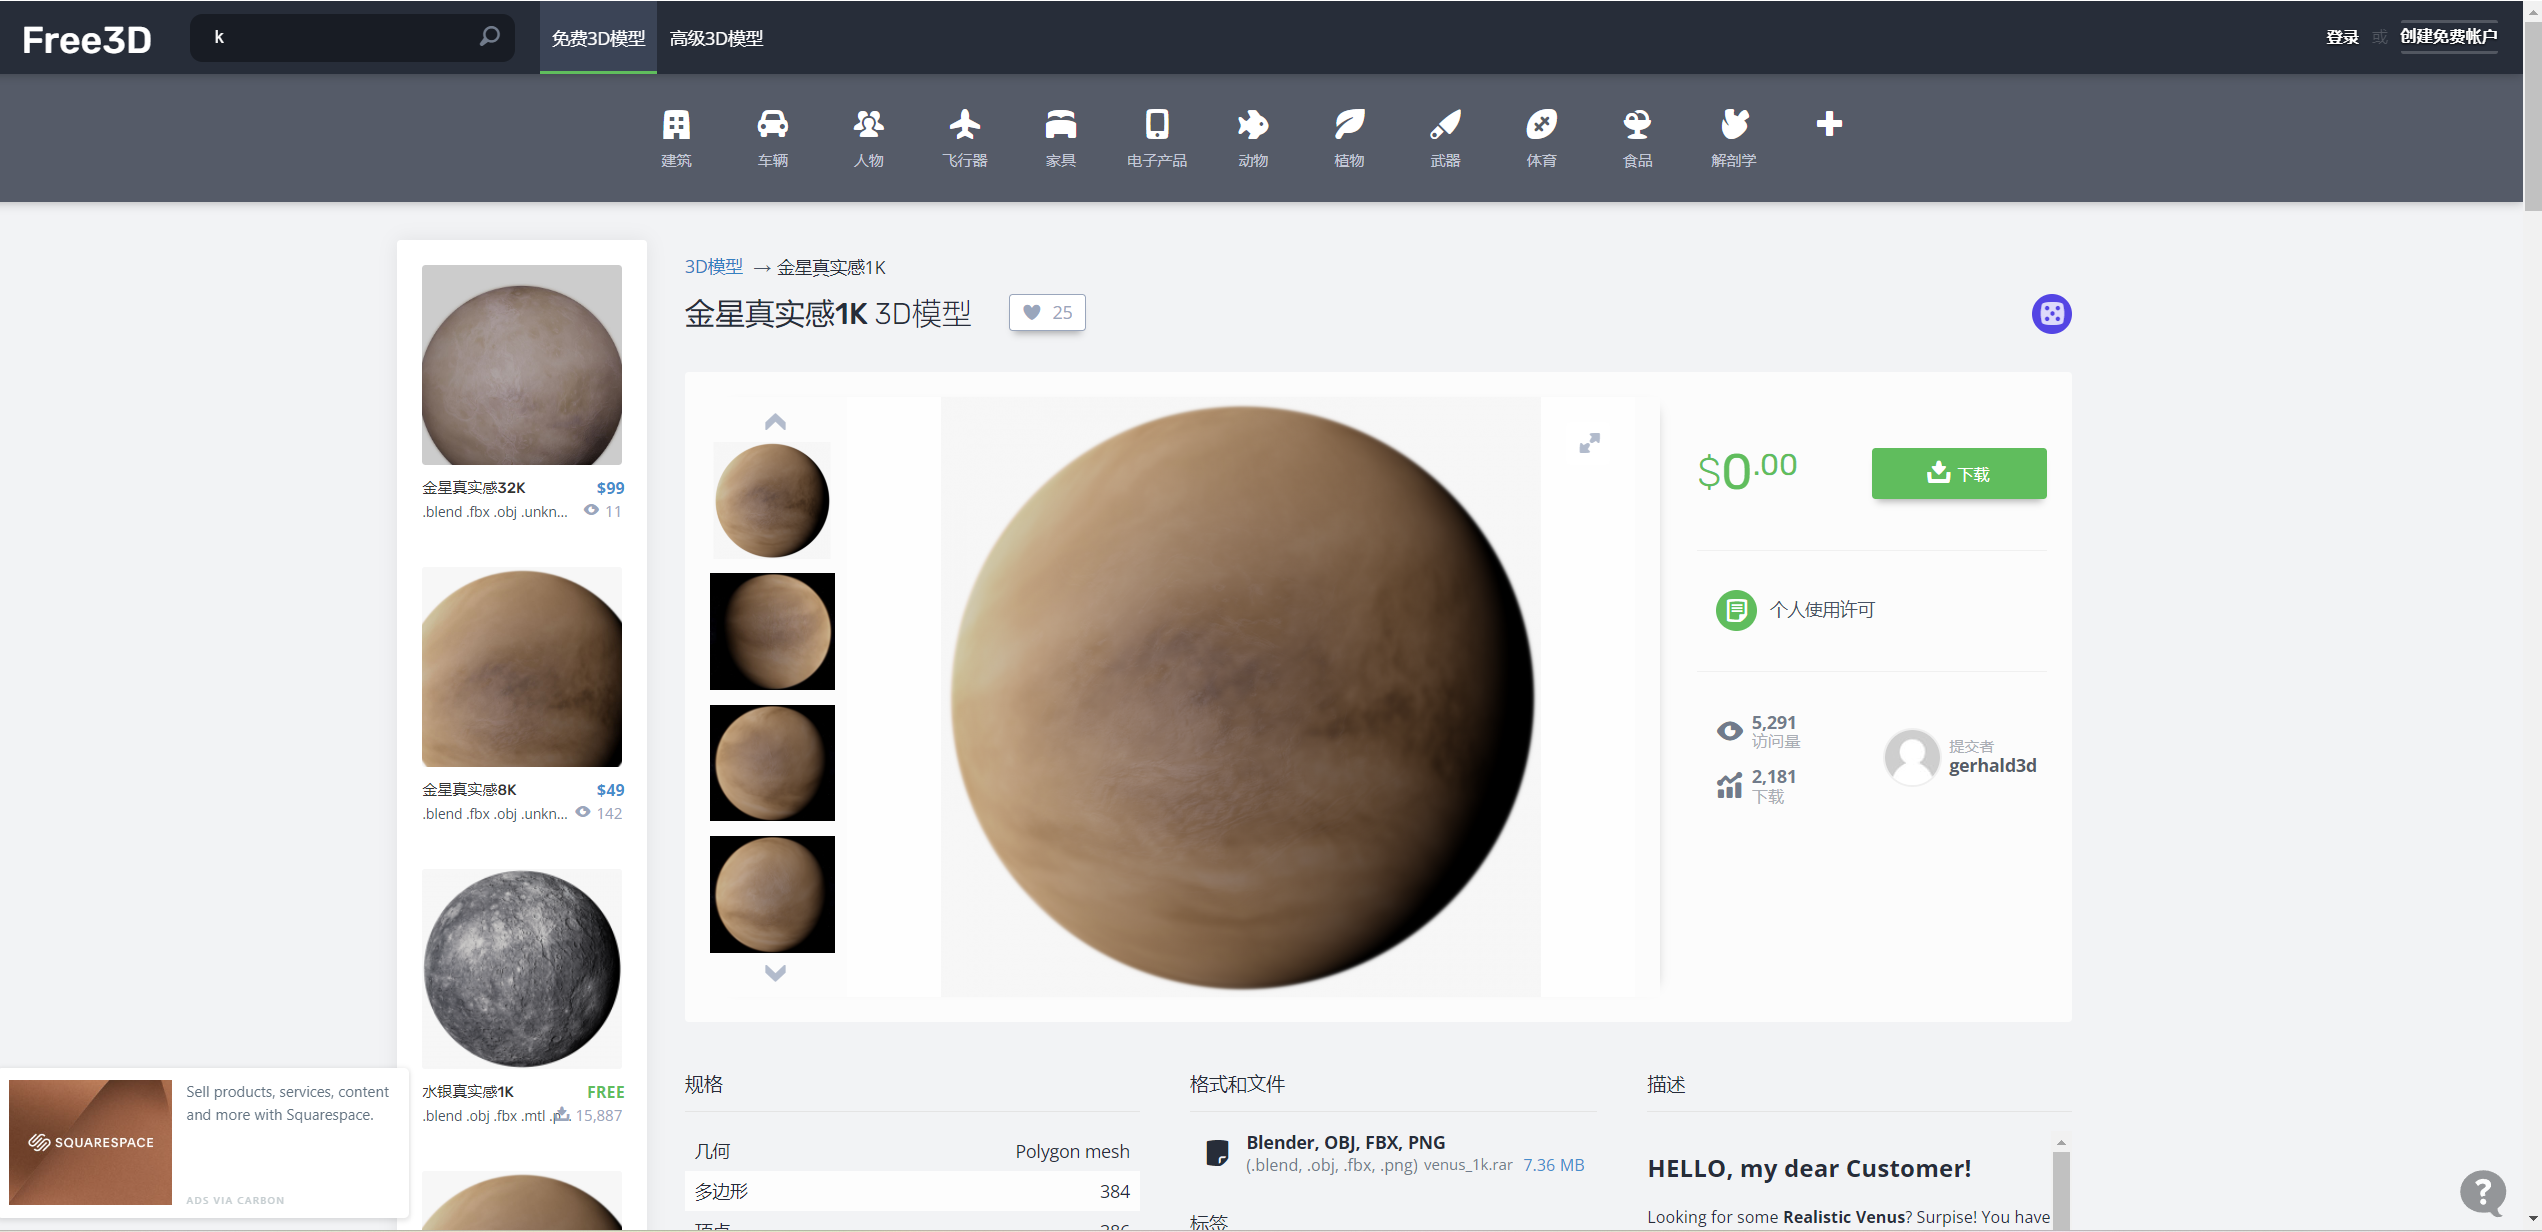 Free3D
k
免费3D模型
高级3D模型
登录 或 创建免费帐户
建筑
车辆
人物
飞行器
家具
电子产品
动物
植物
武器
体育
食品
解剖学
金星真实感32K $99
.blend .fbx .obj .unkn... 11
金星真实感8K $49
.blend .fbx .obj .unkn... 142
水银真实感1K FREE
.blend .obj .fbx .mtl .p... 15,887
3D模型 → 金星真实感1K
金星真实感1K 3D模型
25
$0.00
下载
个人使用许可
5,291
访问量
2,181
下载
提交者
gerhald3d
规格
几何 Polygon mesh
多边形 384
顶点 386
格式和文件
Blender, OBJ, FBX, PNG
(.blend, .obj, .fbx, .png) venus_1k.rar 7.36 MB
标签
描述
HELLO, my dear Customer!
Looking for some Realistic Venus? Surpise! You have
SQUARESPACE
Sell products, services, content
and more with Squarespace.
ADS VIA CARBON
?